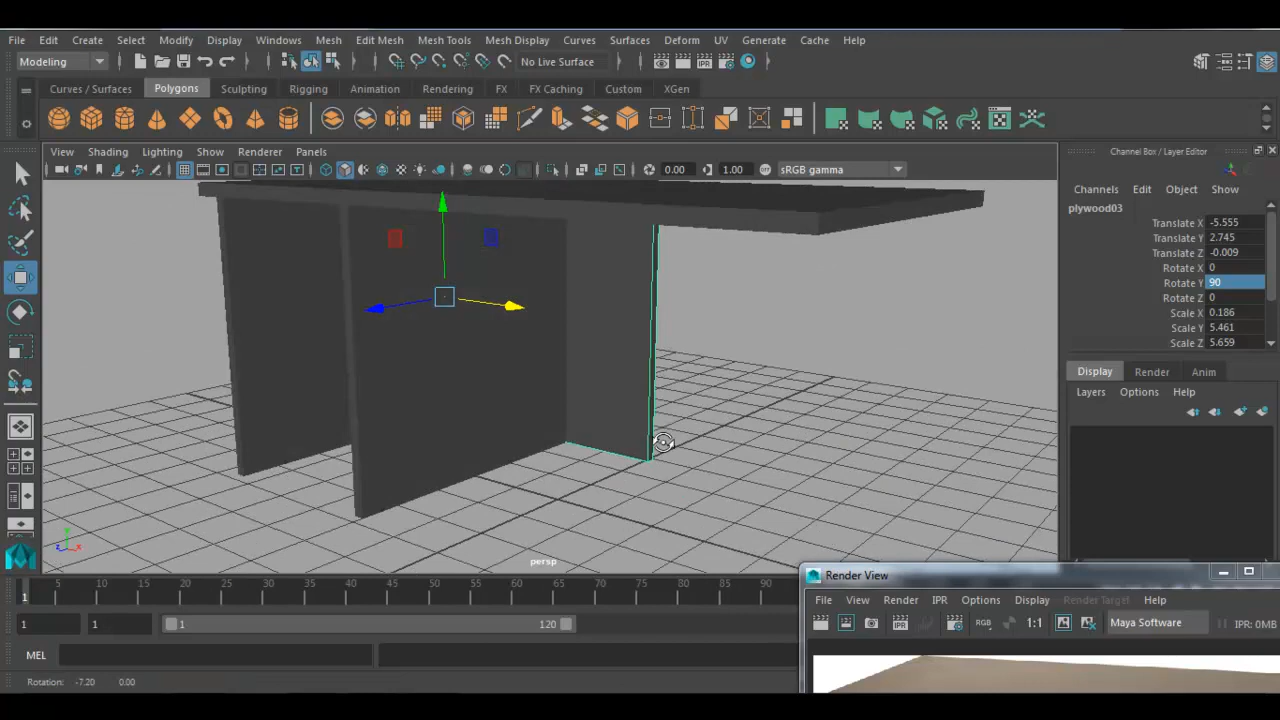 File Edit Create Select Modify Display Windows Mesh Edit Mesh Mesh Tools Mesh Display Curves Surfaces Deform UV Generate Cache Help
Modeling No Live Surface
Curves / Surfaces Polygons Sculpting Rigging Animation Rendering FX FX Caching Custom XGen
View Shading Lighting Show Renderer Panels
0.00 1.00 sRGB gamma
Channel Box / Layer Editor
Channels Edit Object Show
plywood03
Translate X -5.555
Translate Y 2.745
Translate Z -0.009
Rotate X 0
Rotate Y 90
Rotate Z 0
Scale X 0.186
Scale Y 5.461
Scale Z 5.659
Display Render Anim
Layers Options Help
persp
5 10 15 20 25 30 35 40 45 50 55 60 65 70 75 80 85 90
1
1 1 1 120
MEL
Rotation: -7.20 0.00
Render View
File View Render IPR Options Display Render Target Help
RGB 1:1 IPR Maya Software IPR: 0MB